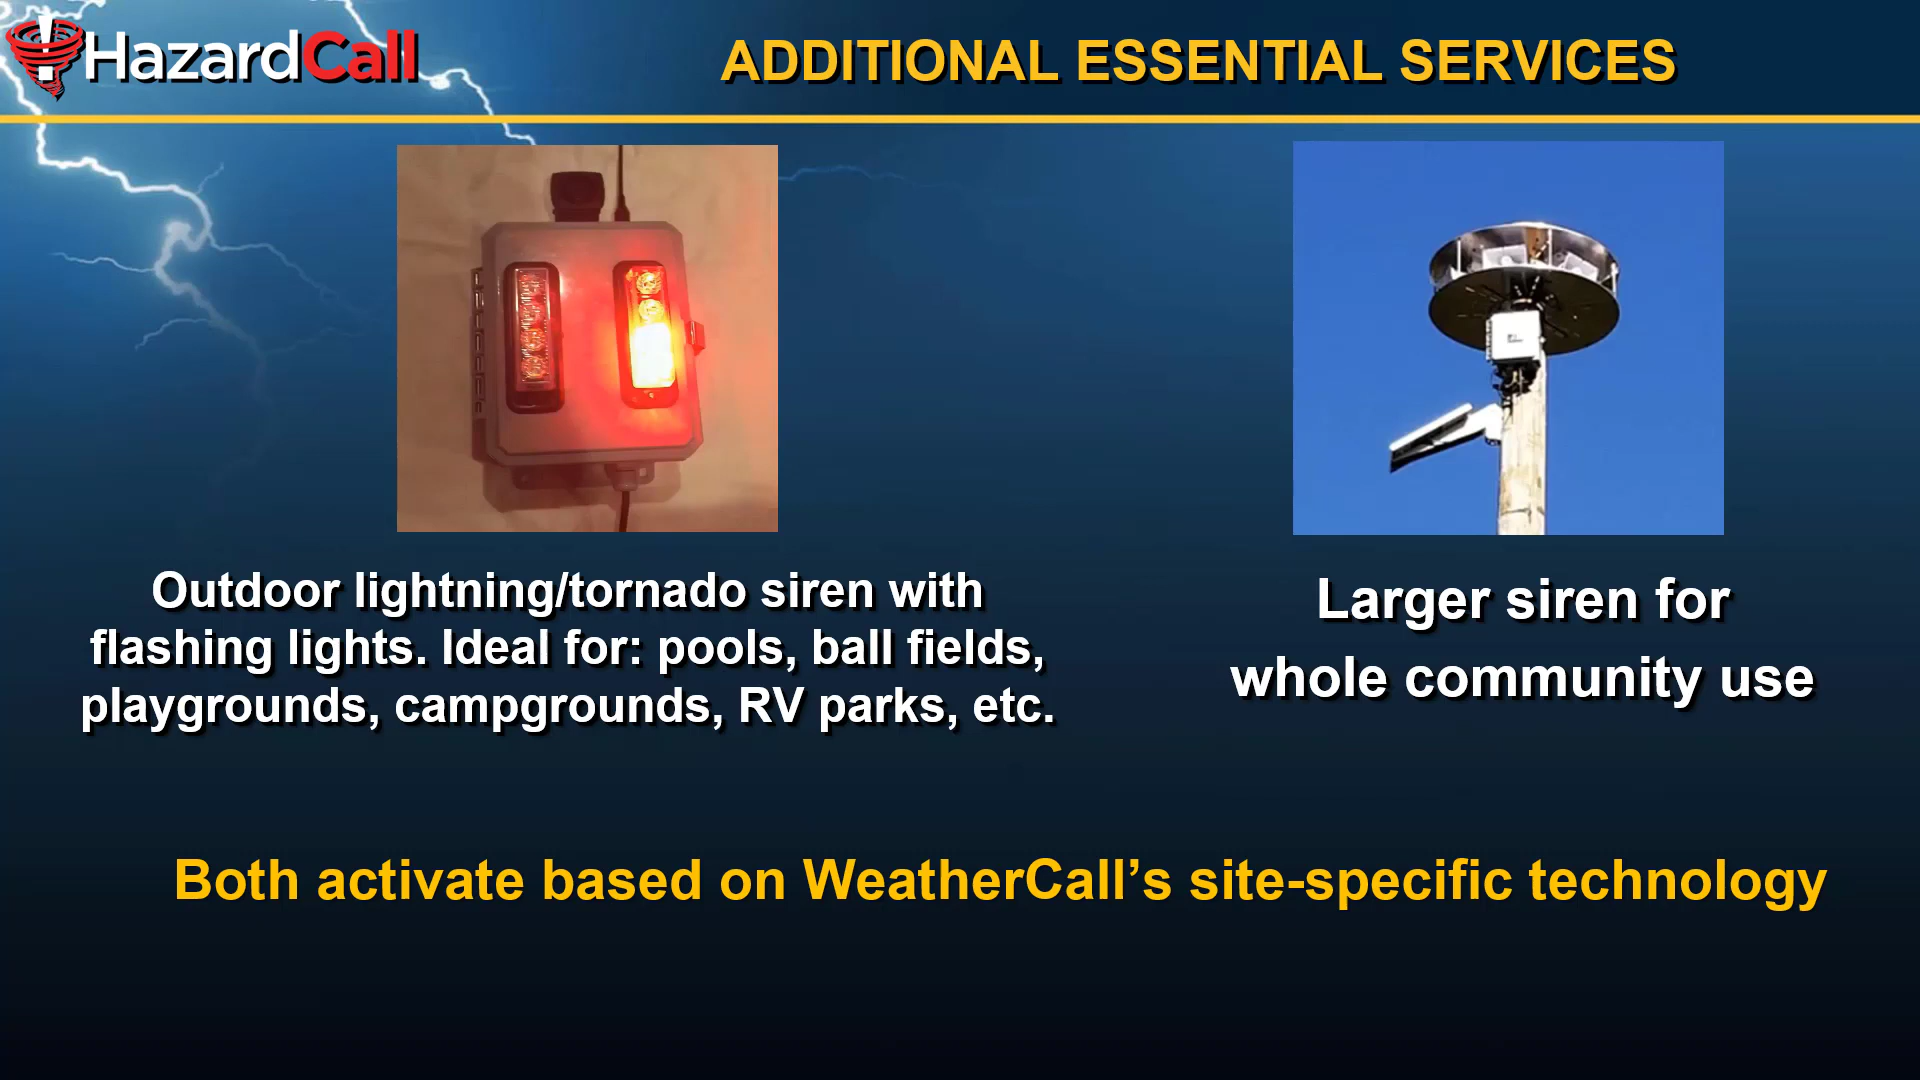 HazardCall
ADDITIONAL ESSENTIAL SERVICES
Outdoor lightning/tornado siren with
flashing lights. Ideal for: pools, ball fields,
playgrounds, campgrounds, RV parks, etc.
Larger siren for
whole community use
Both activate based on WeatherCall’s site-specific technology